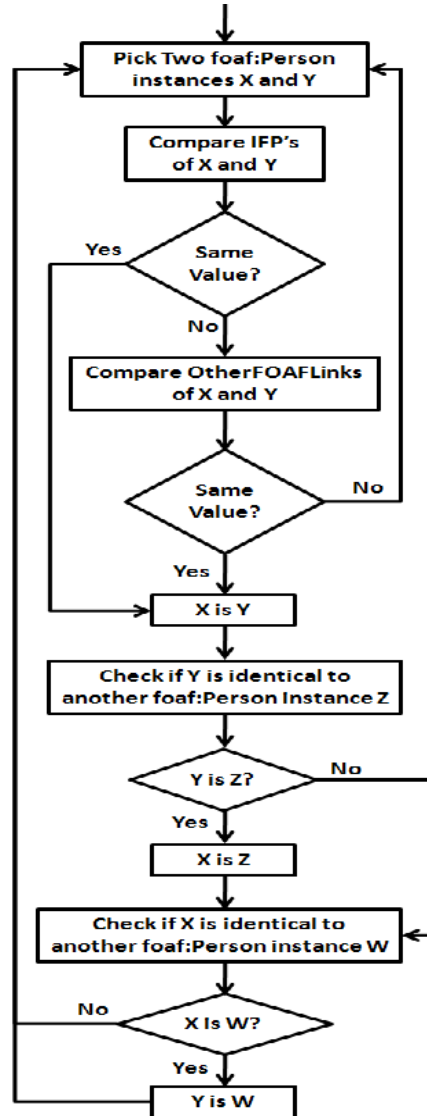 Pick Two foaf:Person
instances X and Y
Compare IFP's
of X and Y
Yes
Same
Value?
No
Compare OtherFOAFLinks
of X and Y
Same
Value?
No
Yes
X is Y
Check if Y is identical to
another foaf:Person Instance Z
Y is Z?
No
Yes
X is Z
Check if X is identical to
another foaf:Person instance W
No
X Is W?
Yes
Y is W